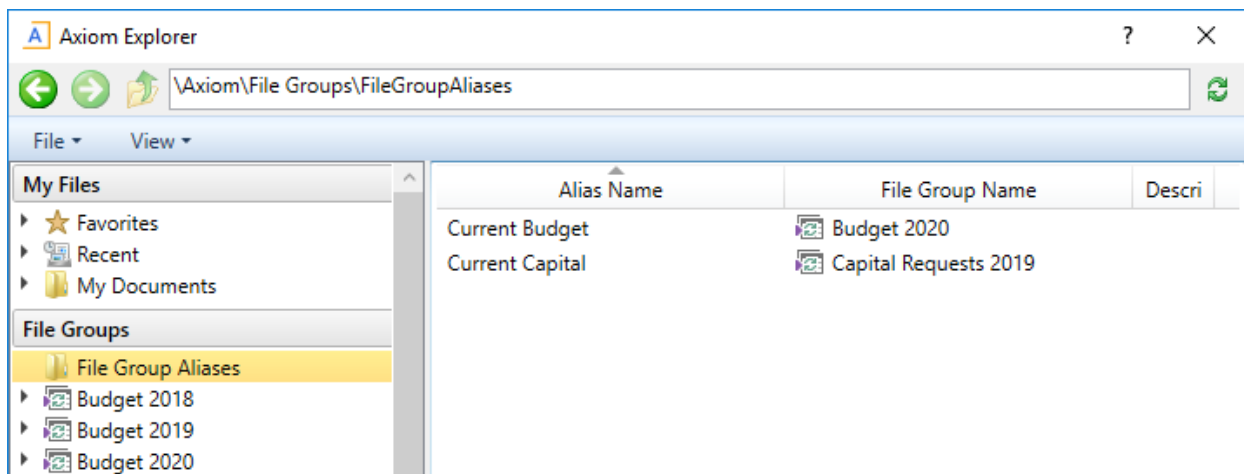 A Axiom Explorer ?
\Axiom\File Groups\FileGroupAliases
File View
My Files
Favorites
Recent
My Documents
File Groups
File Group Aliases
Budget 2018
Budget 2019
Budget 2020
Alias Name File Group Name Descri
Current Budget Budget 2020
Current Capital Capital Requests 2019